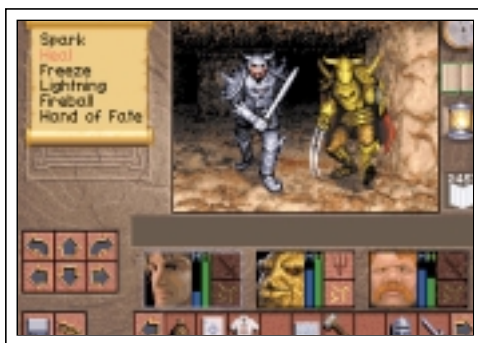 Spark
Heal
Freeze
Lightning
Fireball
Hand of Fate